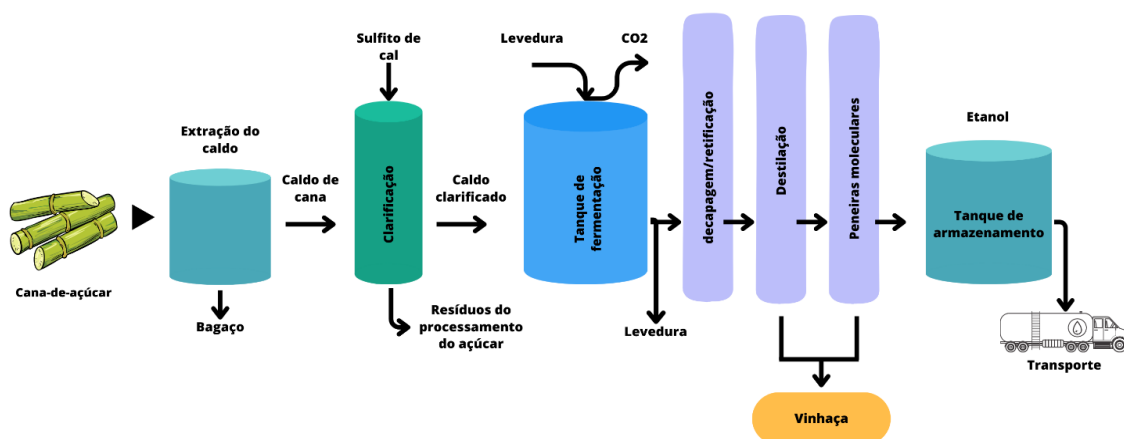 Cana-de-açúcar
Extração do
caldo
Bagaço
Caldo de
cana
Sulfito de
cal
Clarificação
Resíduos do
processamento
do açúcar
Caldo
clarificado
Levedura
CO2
Tanque de
fermentação
Levedura
decapagem/retificação
Destilação
Peneiras moleculares
Vinhaça
Etanol
Tanque de
armazenamento
Transporte